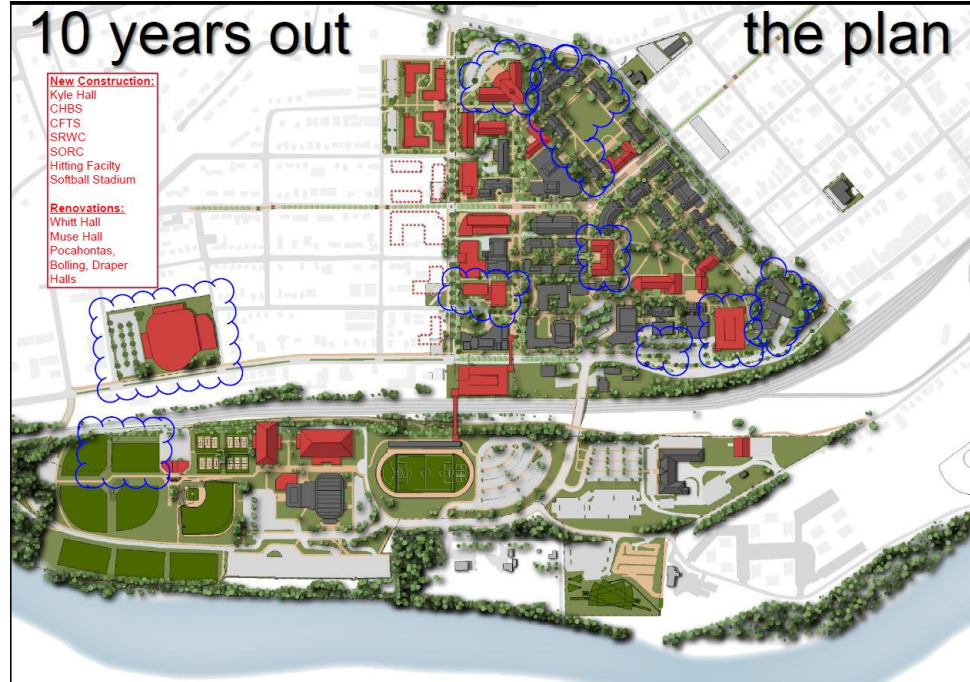 10 years out
the plan
New Construction:
Kyle Hall
CHBS
CFTS
SRWC
SORC
Hitting Facilty
Softball Stadium
Renovations:
Whitt Hall
Muse Hall
Pocahontas,
Bolling, Draper
Halls